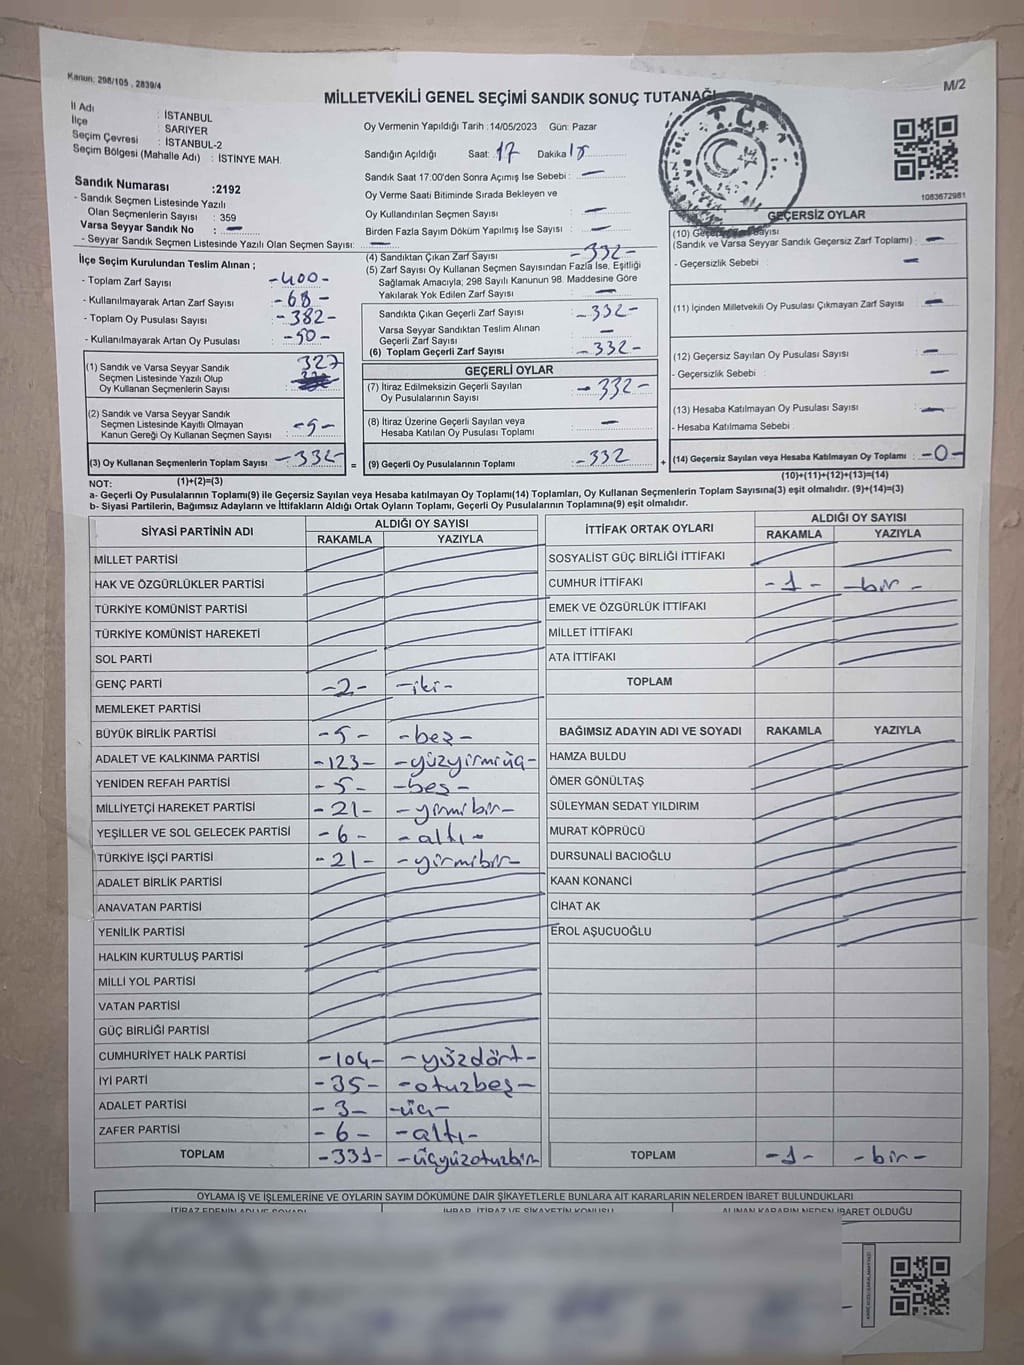 Kanun: 298/105 , 2839/4
M/2
MİLLETVEKİLİ GENEL SEÇİMİ SANDIK SONUÇ TUTANAĞI
İl Adı : İSTANBUL
İlçe : SARIYER
Seçim Çevresi : İSTANBUL-2
Seçim Bölgesi (Mahalle Adı) : İSTİNYE MAH.
Oy Vermenin Yapıldığı Tarih :14/05/2023 Gün: Pazar
Sandığın Açıldığı Saat: 17 Dakika
Sandık Saat 17:00'den Sonra Açımış İse Sebebi : —
Oy Verme Saati Bitiminde Sırada Bekleyen ve
Oy Kullandırılan Seçmen Sayısı : —
Birden Fazla Sayım Döküm Yapılmış İse Sayısı : —
T.C.
1083672981
Sandık Numarası :2192
- Sandık Seçmen Listesinde Yazılı
Olan Seçmenlerin Sayısı : 359
Varsa Seyyar Sandık No : —
- Seyyar Seçmen Listesinde Yazılı Olan Seçmen Sayısı: —
İlçe Seçim Kurulundan Teslim Alınan ;
- Toplam Zarf Sayısı : -400-
- Kullanılmayarak Artan Zarf Sayısı : -68-
- Toplam Oy Pusulası Sayısı : -382-
- Kullanılmayarak Artan Oy Pusulası : -50-
(1) Sandık ve Varsa Seyyar Sandık
Seçmen Listesinde Yazılı Olup
Oy Kullanan Seçmenlerin Sayısı : 327
(2) Sandık ve Varsa Seyyar Sandık
Seçmen Listesinde Kayıtlı Olmayan
Kanun Gereği Oy Kullanan Seçmen Sayısı : -5-
(3) Oy Kullanan Seçmenlerin Toplam Sayısı : -332-
(1)+(2)=(3)
(4) Sandıktan Çıkan Zarf Sayısı : -332-
(5) Zarf Sayısı Oy Kullanan Seçmen Sayısından Fazla İse, Eşitliği
Sağlamak Amacıyla; 298 Sayılı Kanunun 98. Maddesine Göre
Yakılarak Yok Edilen Zarf Sayısı : —
Sandıkta Çıkan Geçerli Zarf Sayısı : -332-
Varsa Seyyar Sandıktan Teslim Alınan
Geçerli Zarf Sayısı : —
(6) Toplam Geçerli Zarf Sayısı : -332-
GEÇERLİ OYLAR
(7) İtiraz Edilmeksizin Geçerli Sayılan
Oy Pusulalarının Sayısı : -332-
(8) İtiraz Üzerine Geçerli Sayılan veya
Hesaba Katılan Oy Pusulası Toplamı : —
= (9) Geçerli Oy Pusulalarının Toplamı : -332
GEÇERSİZ OYLAR
(Sandık ve Varsa Seyyar Sandık Geçersiz Zarf Toplamı) : —
- Geçersizlik Sebebi : —
(11) İçinden Milletvekili Oy Pusulası Çıkmayan Zarf Sayısı : —
(12) Geçersiz Sayılan Oy Pusulası Sayısı : —
- Geçersizlik Sebebi : —
(13) Hesaba Katılmayan Oy Pusulası Sayısı : —
- Hesaba Katılmama Sebebi :
+ (14) Geçersiz Sayılan veya Hesaba Katılmayan Oy Toplamı : -0-
(10)+(11)+(12)+(13)=(14)
NOT:
a- Geçerli Oy Pusulalarının Toplamı(9) ile Geçersiz Sayılan veya Hesaba katılmayan Oy Toplamı(14) Toplamları, Oy Kullanan Seçmenlerin Toplam Sayısına(3) eşit olmalıdır. (9)+(14)=(3)
b- Siyasi Partilerin, Bağımsız Adayların ve İttifakların Aldığı Ortak Oyların Toplamı, Geçerli Oy Pusulalarının Toplamına(9) eşit olmalıdır.
SİYASİ PARTİNİN ADI ALDIĞI OY SAYISI
RAKAMLA YAZIYLA
MİLLET PARTİSİ
HAK VE ÖZGÜRLÜKLER PARTİSİ
TÜRKİYE KOMÜNİST PARTİSİ
TÜRKİYE KOMÜNİST HAREKETİ
SOL PARTİ
GENÇ PARTİ -2- -iki-
MEMLEKET PARTİSİ
BÜYÜK BİRLİK PARTİSİ -5- -beş-
ADALET VE KALKINMA PARTİSİ -123- -yüzyirmiüç-
YENİDEN REFAH PARTİSİ -5- -beş-
MİLLİYETÇİ HAREKET PARTİSİ -21- -yirmibir-
YEŞİLLER VE SOL GELECEK PARTİSİ -6- -altı-
TÜRKİYE İŞÇİ PARTİSİ -21- -yirmibir-
ADALET BİRLİK PARTİSİ
ANAVATAN PARTİSİ
YENİLİK PARTİSİ
HALKIN KURTULUŞ PARTİSİ
MİLLİ YOL PARTİSİ
VATAN PARTİSİ
GÜÇ BİRLİĞİ PARTİSİ
CUMHURİYET HALK PARTİSİ -104- -yüzdört-
İYİ PARTİ -35- -otuzbeş-
ADALET PARTİSİ -3- -üç-
ZAFER PARTİSİ -6- -altı-
TOPLAM -331- -üçyüzotuzbir
İTTİFAK ORTAK OYLARI ALDIĞI OY SAYISI
RAKAMLA YAZIYLA
SOSYALİST GÜÇ BİRLİĞİ İTTİFAKI
CUMHUR İTTİFAKI -1- -bir-
EMEK VE ÖZGÜRLÜK İTTİFAKI
MİLLET İTTİFAKI
ATA İTTİFAKI
TOPLAM
BAĞIMSIZ ADAYIN ADI VE SOYADI RAKAMLA YAZIYLA
HAMZA BULDU
ÖMER GÖNÜLTAŞ
SÜLEYMAN SEDAT YILDIRIM
MURAT KÖPRÜCÜ
DURSUNALİ BACIOĞLU
KAAN KONANCİ
CİHAT AK
EROL AŞUCUOĞLU
TOPLAM -1- -bir-
OYLAMA İŞ VE İŞLEMLERİNE VE OYLARIN SAYIM DÖKÜMÜNE DAİR ŞİKAYETLERLE BUNLARA AİT KARARLARIN NELERDEN İBARET BULUNDUKLARI
İTİRAZ EDENİN ADI VE SOYADI İHBAR, İTİRAZ VE ŞİKAYETİN KONUSU ALINAN KARARIN NEDEN İBARET OLDUĞU